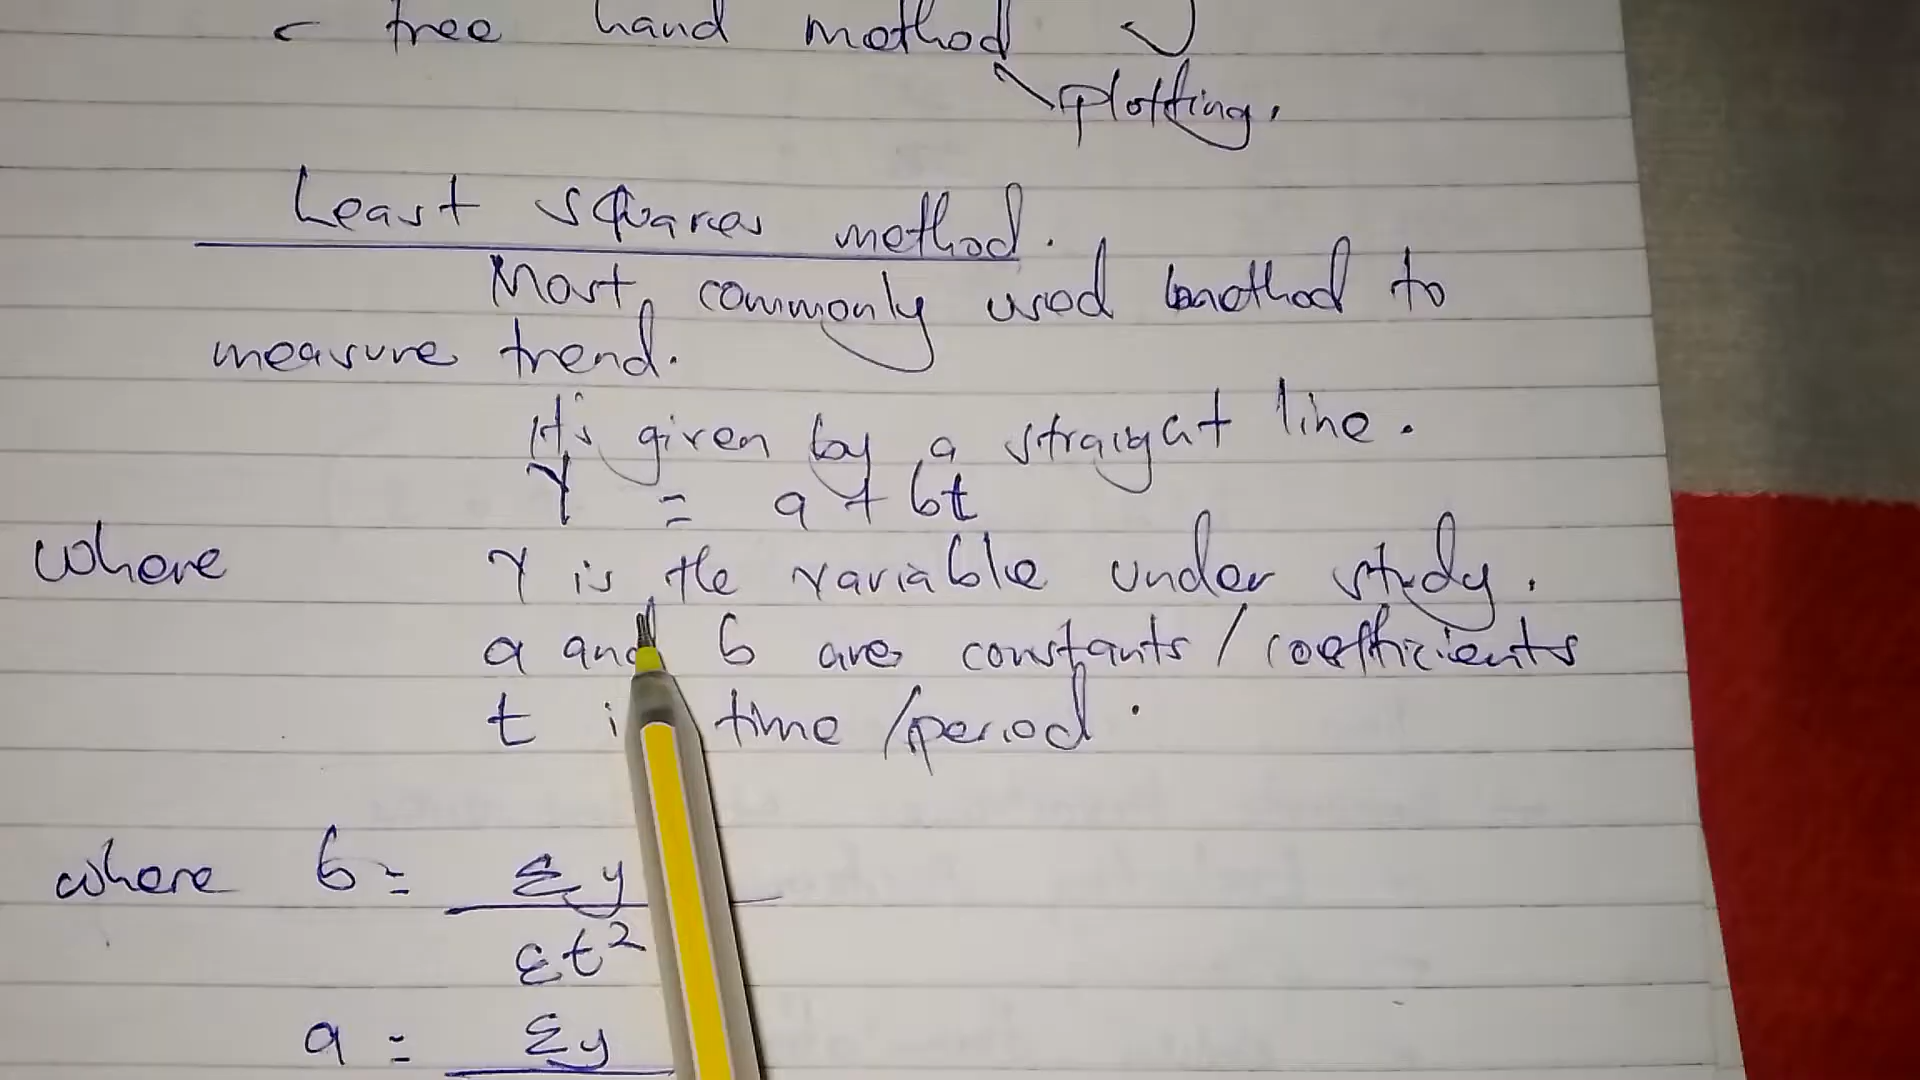 free hand method
plotting.
Least squares method.
Most commonly used method to
measure trend.
It's given by a straight line.
Y = a + bt
where Y is the variable under study.
a and b are constants / coefficients
t is time / period.
where b = Σy
Σt²
a = Σy